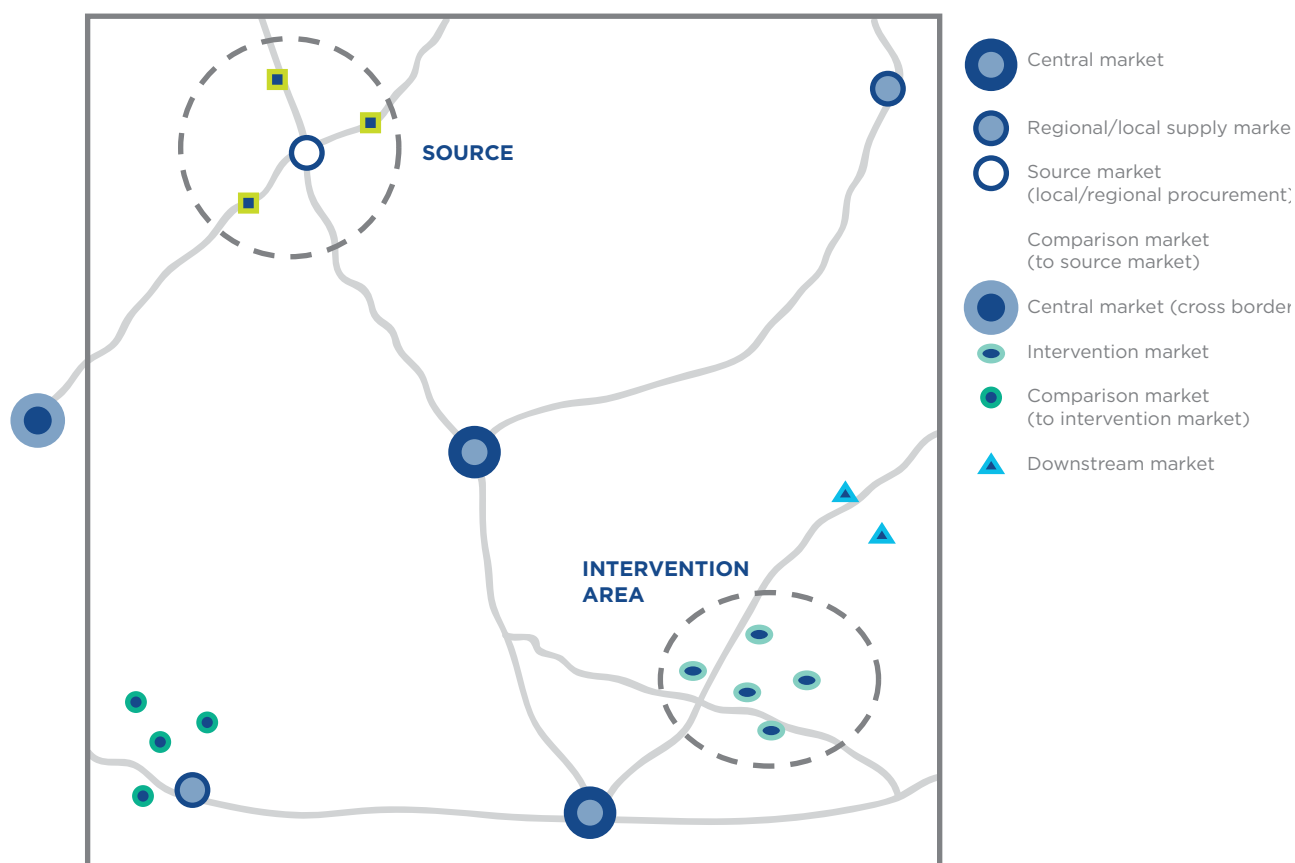 SOURCE
INTERVENTION
AREA
Central market
Regional/local supply marke
Source market
(local/regional procurement)
Comparison market
(to source market)
Central market (cross border
Intervention market
Comparison market
(to intervention market)
Downstream market